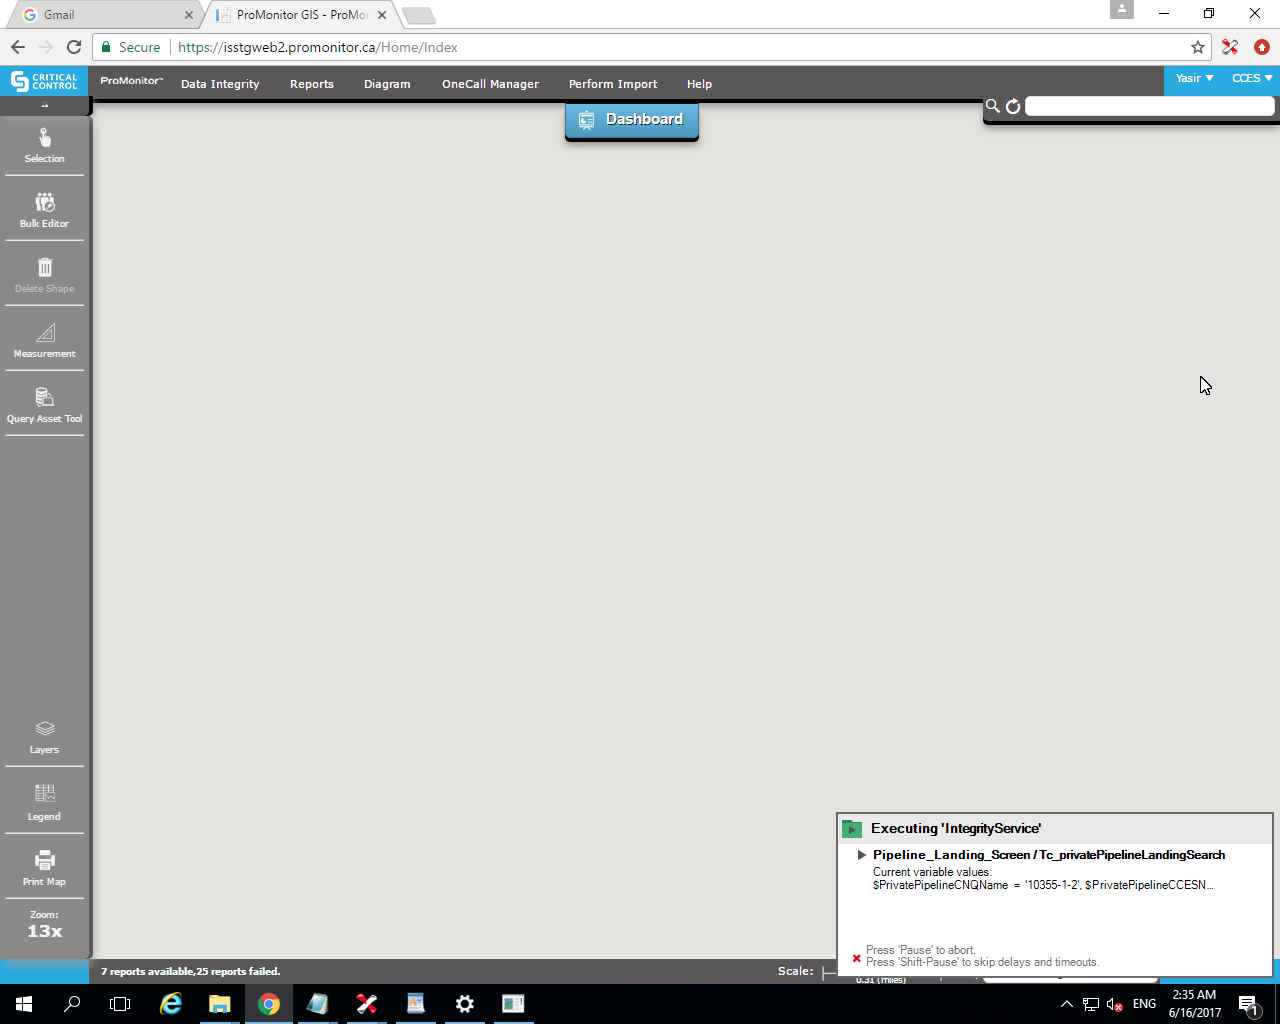 Gmail
ProMonitor GIS - ProMo
Secure
https://isstgweb2.promonitor.ca/Home/Index
CRITICAL
CONTROL
ProMonitor™
Data Integrity
Reports
Diagram
OneCall Manager
Perform Import
Help
Yasir
CCES
Dashboard
Selection
Bulk Editor
Delete Shape
Measurement
Query Asset Tool
Layers
Legend
Print Map
Zoom:
13x
7 reports available,25 reports failed.
Scale:
0.31 (miles)
Executing 'IntegrityService'
Pipeline_Landing_Screen / Tc_privatePipelineLandingSearch
Current variable values:
$PrivatePipelineCNQName = '10355-1-2', $PrivatePipelineCCESN...
Press 'Pause' to abort.
Press 'Shift-Pause' to skip delays and timeouts.
ENG
2:35 AM
6/16/2017
1